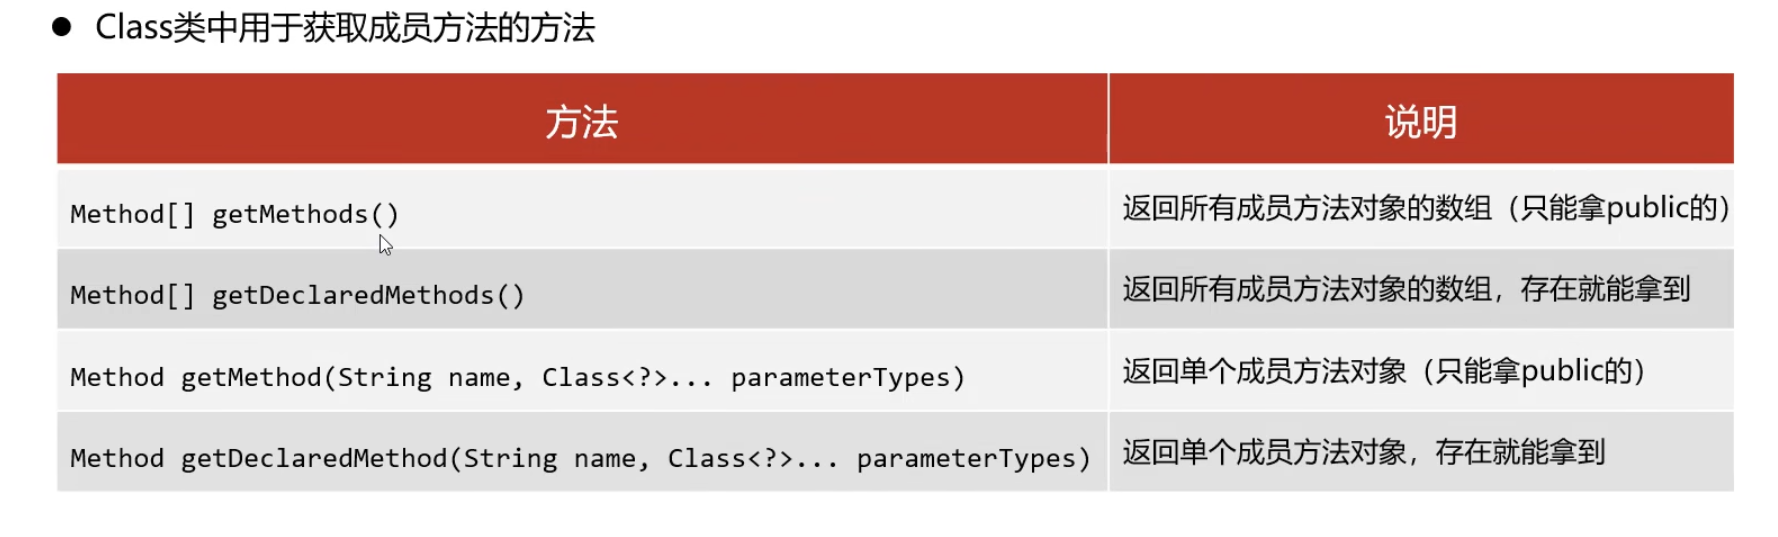 ● Class类中用于获取成员方法的方法
方法 说明
Method[] getMethods() 返回所有成员方法对象的数组（只能拿public的）
Method[] getDeclaredMethods() 返回所有成员方法对象的数组，存在就能拿到
Method getMethod(String name, Class<?>... parameterTypes) 返回单个成员方法对象（只能拿public的）
Method getDeclaredMethod(String name, Class<?>... parameterTypes) 返回单个成员方法对象，存在就能拿到